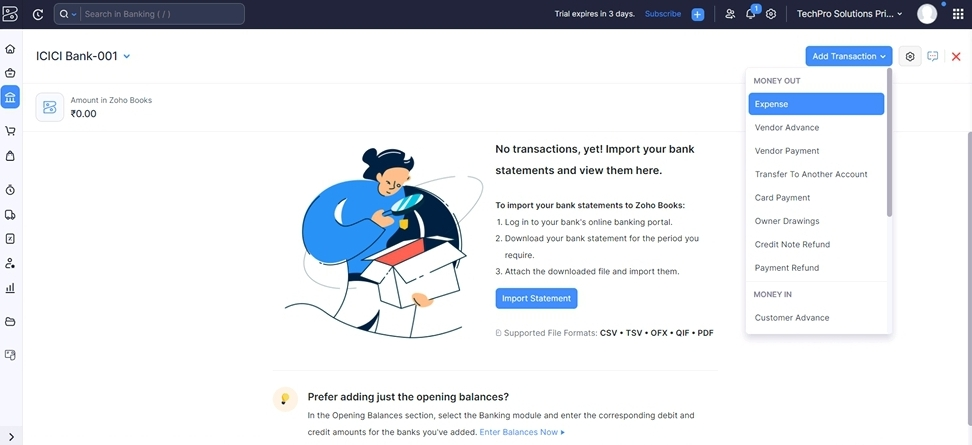 Search in Banking ( / )
Trial expires in 3 days.
Subscribe
1
TechPro Solutions Pri...
ICICI Bank-001
Add Transaction
Amount in Zoho Books
₹0.00
MONEY OUT
Expense
Vendor Advance
Vendor Payment
Transfer To Another Account
Card Payment
Owner Drawings
Credit Note Refund
Payment Refund
MONEY IN
Customer Advance
No transactions, yet! Import your bank
statements and view them here.
To import your bank statements to Zoho Books:
1. Log in to your bank's online banking portal.
2. Download your bank statement for the period you
require.
3. Attach the downloaded file and import them.
Import Statement
Supported File Formats: CSV • TSV • OFX • QIF • PDF
Prefer adding just the opening balances?
In the Opening Balances section, select the Banking module and enter the corresponding debit and
credit amounts for the banks you've added. Enter Balances Now